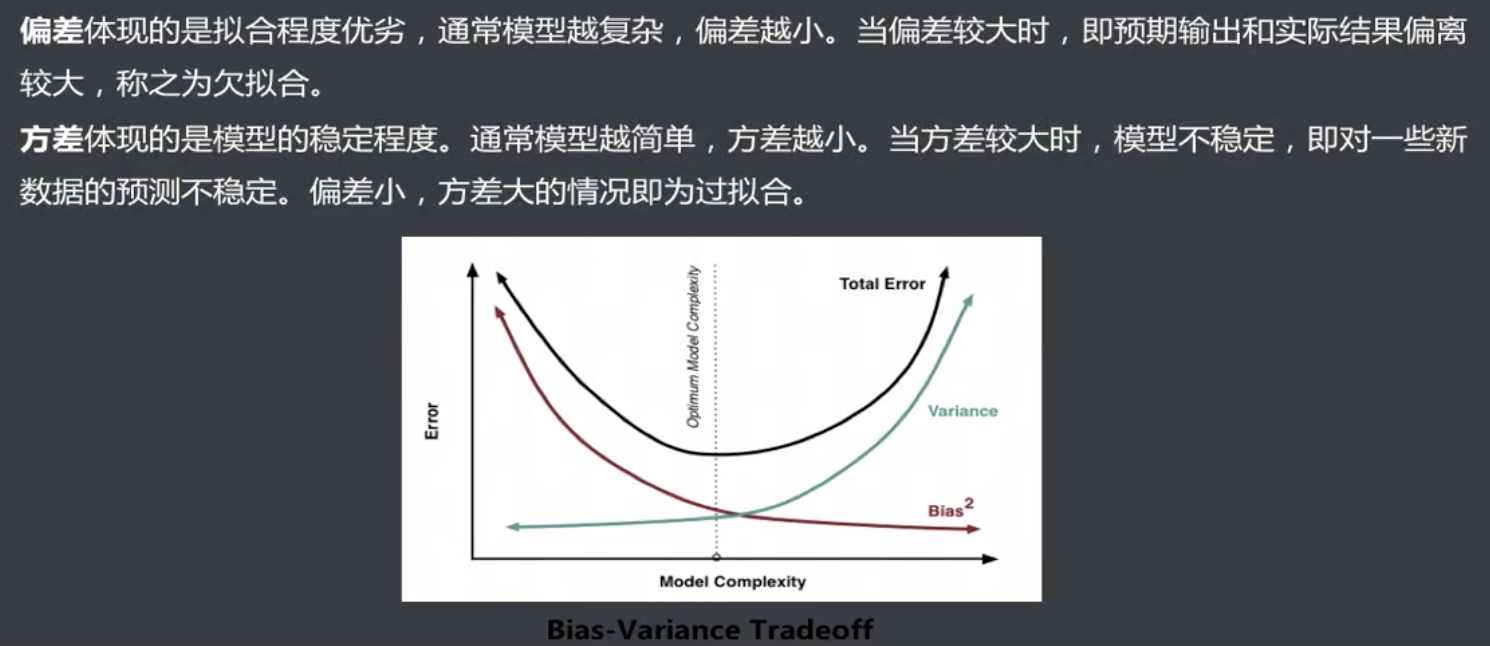 偏差体现的是拟合程度优劣，通常模型越复杂，偏差越小。当偏差较大时，即预期输出和实际结果偏离
较大，称之为欠拟合。
方差体现的是模型的稳定程度。通常模型越简单，方差越小。当方差较大时，模型不稳定，即对一些新
数据的预测不稳定。偏差小，方差大的情况即为过拟合。
Optimum Model Complexity
Total Error
Error
Variance
Bias²
Model Complexity
Bias-Variance Tradeoff